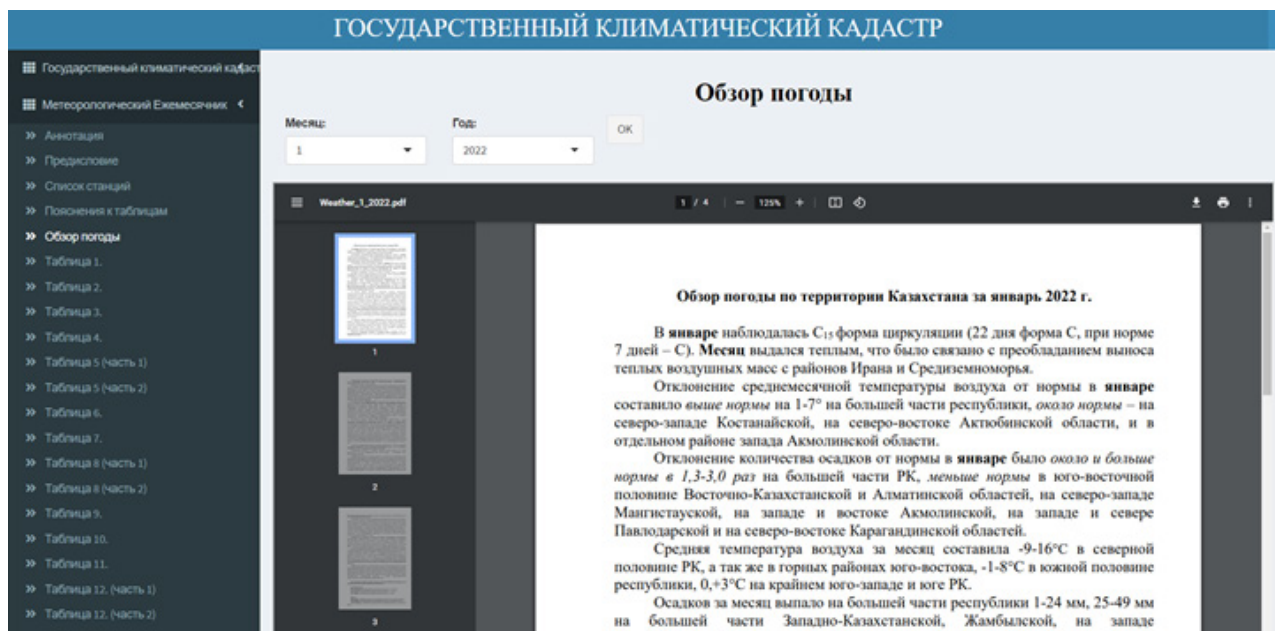 ГОСУДАРСТВЕННЫЙ КЛИМАТИЧЕСКИЙ КАДАСТР
Государственный климатический кадаст
Метеорологический Ежемесячник
Аннотация
Предисловие
Список станций
Пояснения к таблицам
Обзор погоды
Таблица 1.
Таблица 2.
Таблица 3.
Таблица 4.
Таблица 5 (часть 1)
Таблица 5 (часть 2)
Таблица 6.
Таблица 7.
Таблица 8 (часть 1)
Таблица 8 (часть 2)
Таблица 9.
Таблица 10.
Таблица 11.
Таблица 12. (часть 1)
Таблица 12. (часть 2)
Обзор погоды
Месяц: Год:
1 2022 OK
Weather_1_2022.pdf 1 / 4 − 125% +
1
2
3
Обзор погоды по территории Казахстана за январь 2022 г.
В январе наблюдалась С15 форма циркуляции (22 дня форма С, при норме
7 дней – С). Месяц выдался теплым, что было связано с преобладанием выноса
теплых воздушных масс с районов Ирана и Средиземноморья.
Отклонение среднемесячной температуры воздуха от нормы в январе
составило выше нормы на 1-7° на большей части республики, около нормы – на
северо-западе Костанайской, на северо-востоке Актюбинской области, и в
отдельном районе запада Акмолинской области.
Отклонение количества осадков от нормы в январе было около и больше
нормы в 1,3-3,0 раз на большей части РК, меньше нормы в юго-восточной
половине Восточно-Казахстанской и Алматинской областей, на северо-западе
Мангистауской, на западе и востоке Акмолинской, на западе и севере
Павлодарской и на северо-востоке Карагандинской областей.
Средняя температура воздуха за месяц составила -9-16°С в северной
половине РК, а так же в горных районах юго-востока, -1-8°С в южной половине
республики, 0,+3°С на крайнем юго-западе и юге РК.
Осадков за месяц выпало на большей части республики 1-24 мм, 25-49 мм
на большей части Западно-Казахстанской, Жамбылской, на западе